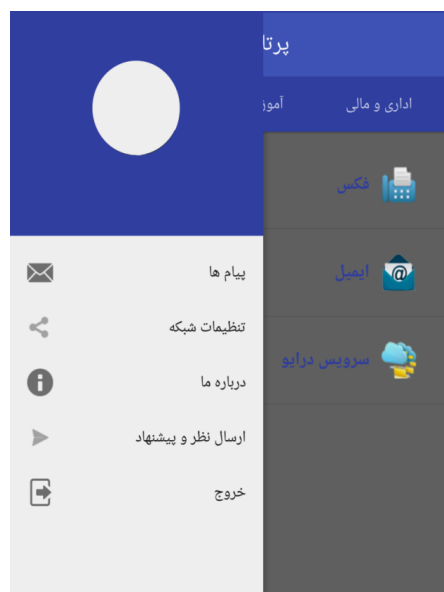 پرتا
اداری و مالی
آموز
فکس
ایمیل
سرویس درایو
پیام ها
تنظیمات شبکه
درباره ما
ارسال نظر و پیشنهاد
خروج